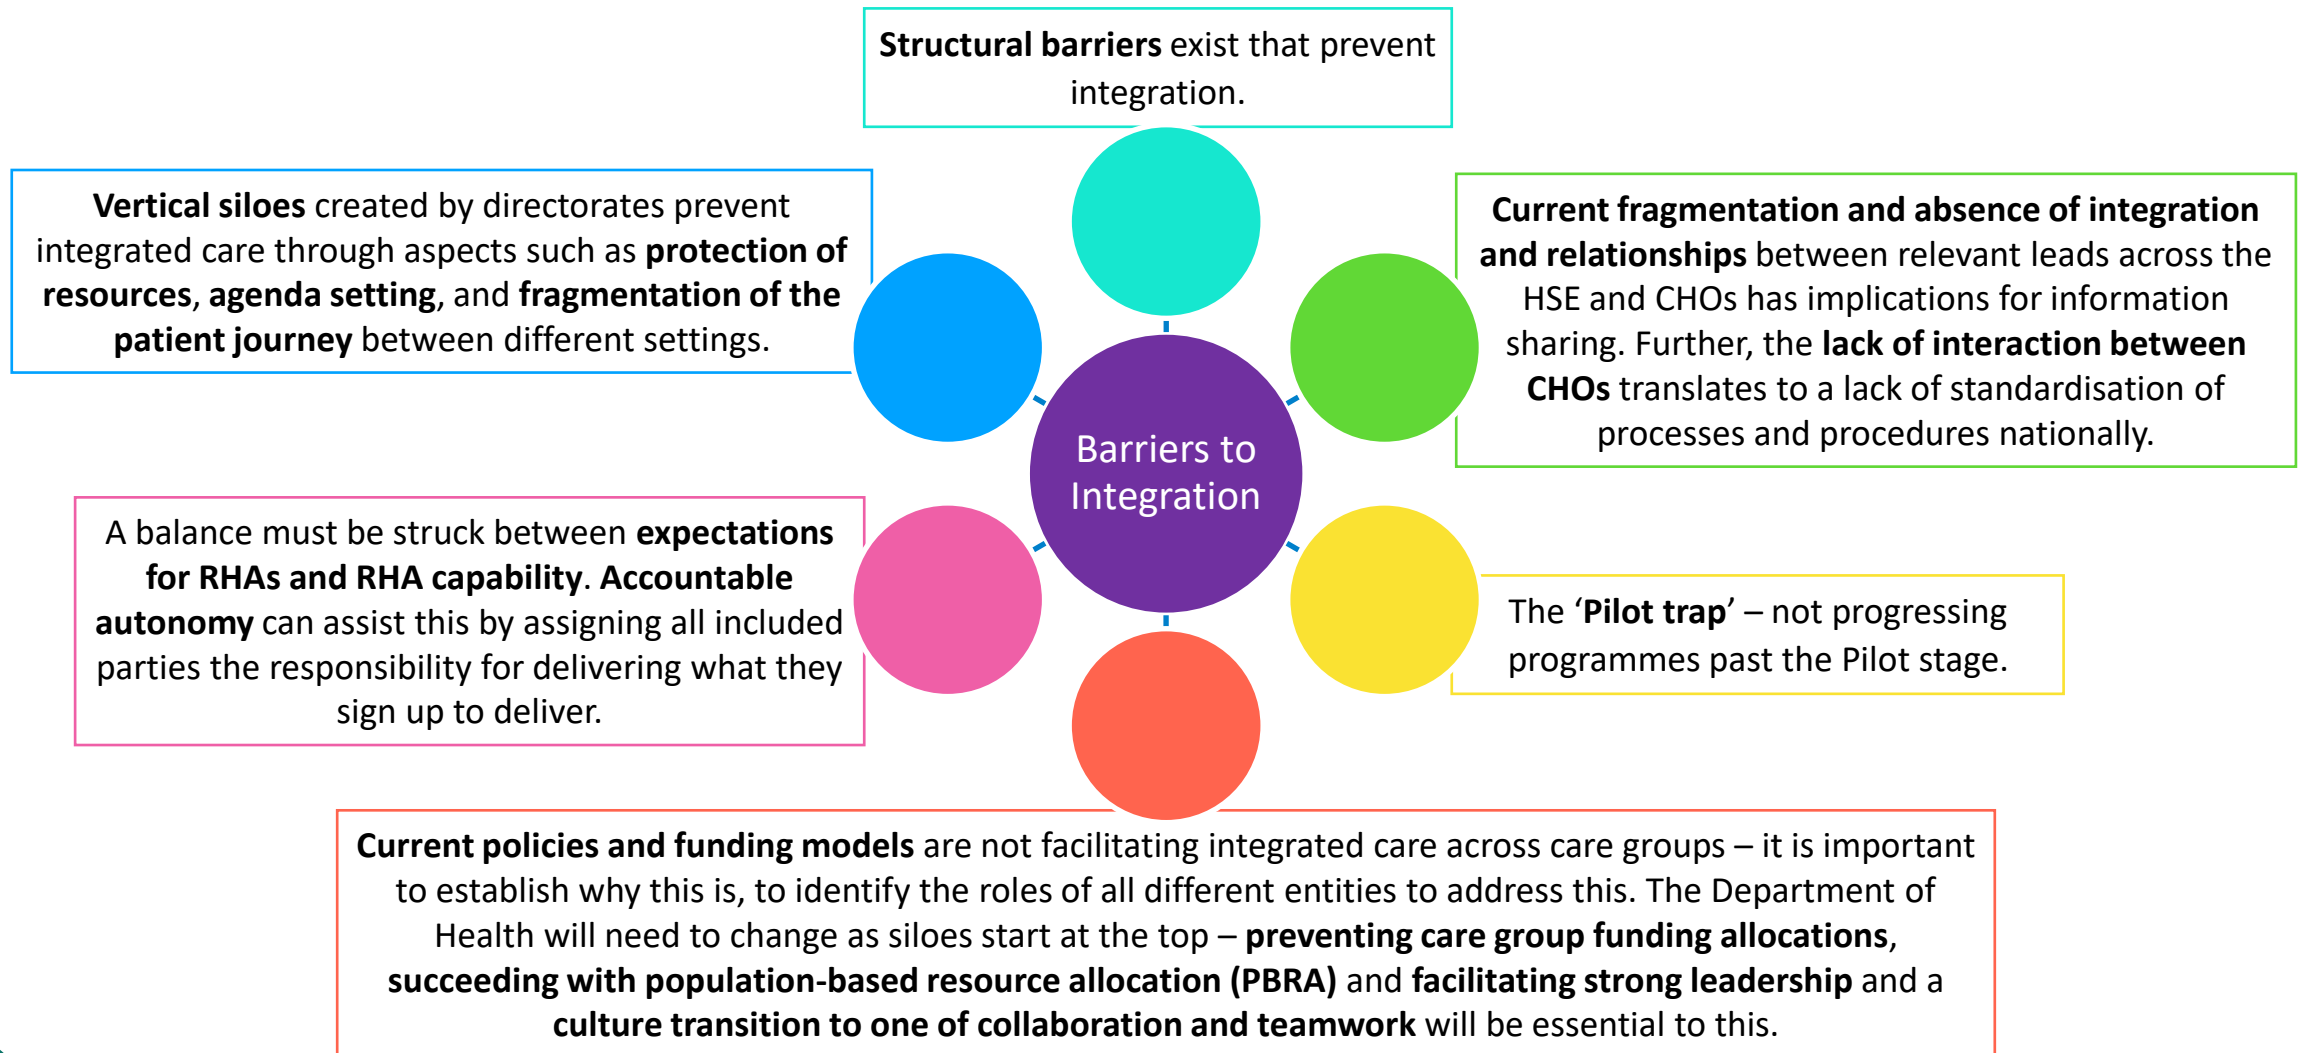 Structural barriers exist that prevent
integration.
Vertical siloes created by directorates prevent
integrated care through aspects such as protection of
resources, agenda setting, and fragmentation of the
patient journey between different settings.
Current fragmentation and absence of integration
and relationships between relevant leads across the
HSE and CHOs has implications for information
sharing. Further, the lack of interaction between
CHOs translates to a lack of standardisation of
processes and procedures nationally.
Barriers to
Integration
A balance must be struck between expectations
for RHAs and RHA capability. Accountable
autonomy can assist this by assigning all included
parties the responsibility for delivering what they
sign up to deliver.
The ‘Pilot trap’ – not progressing
programmes past the Pilot stage.
Current policies and funding models are not facilitating integrated care across care groups – it is important
to establish why this is, to identify the roles of all different entities to address this. The Department of
Health will need to change as siloes start at the top – preventing care group funding allocations,
succeeding with population-based resource allocation (PBRA) and facilitating strong leadership and a
culture transition to one of collaboration and teamwork will be essential to this.